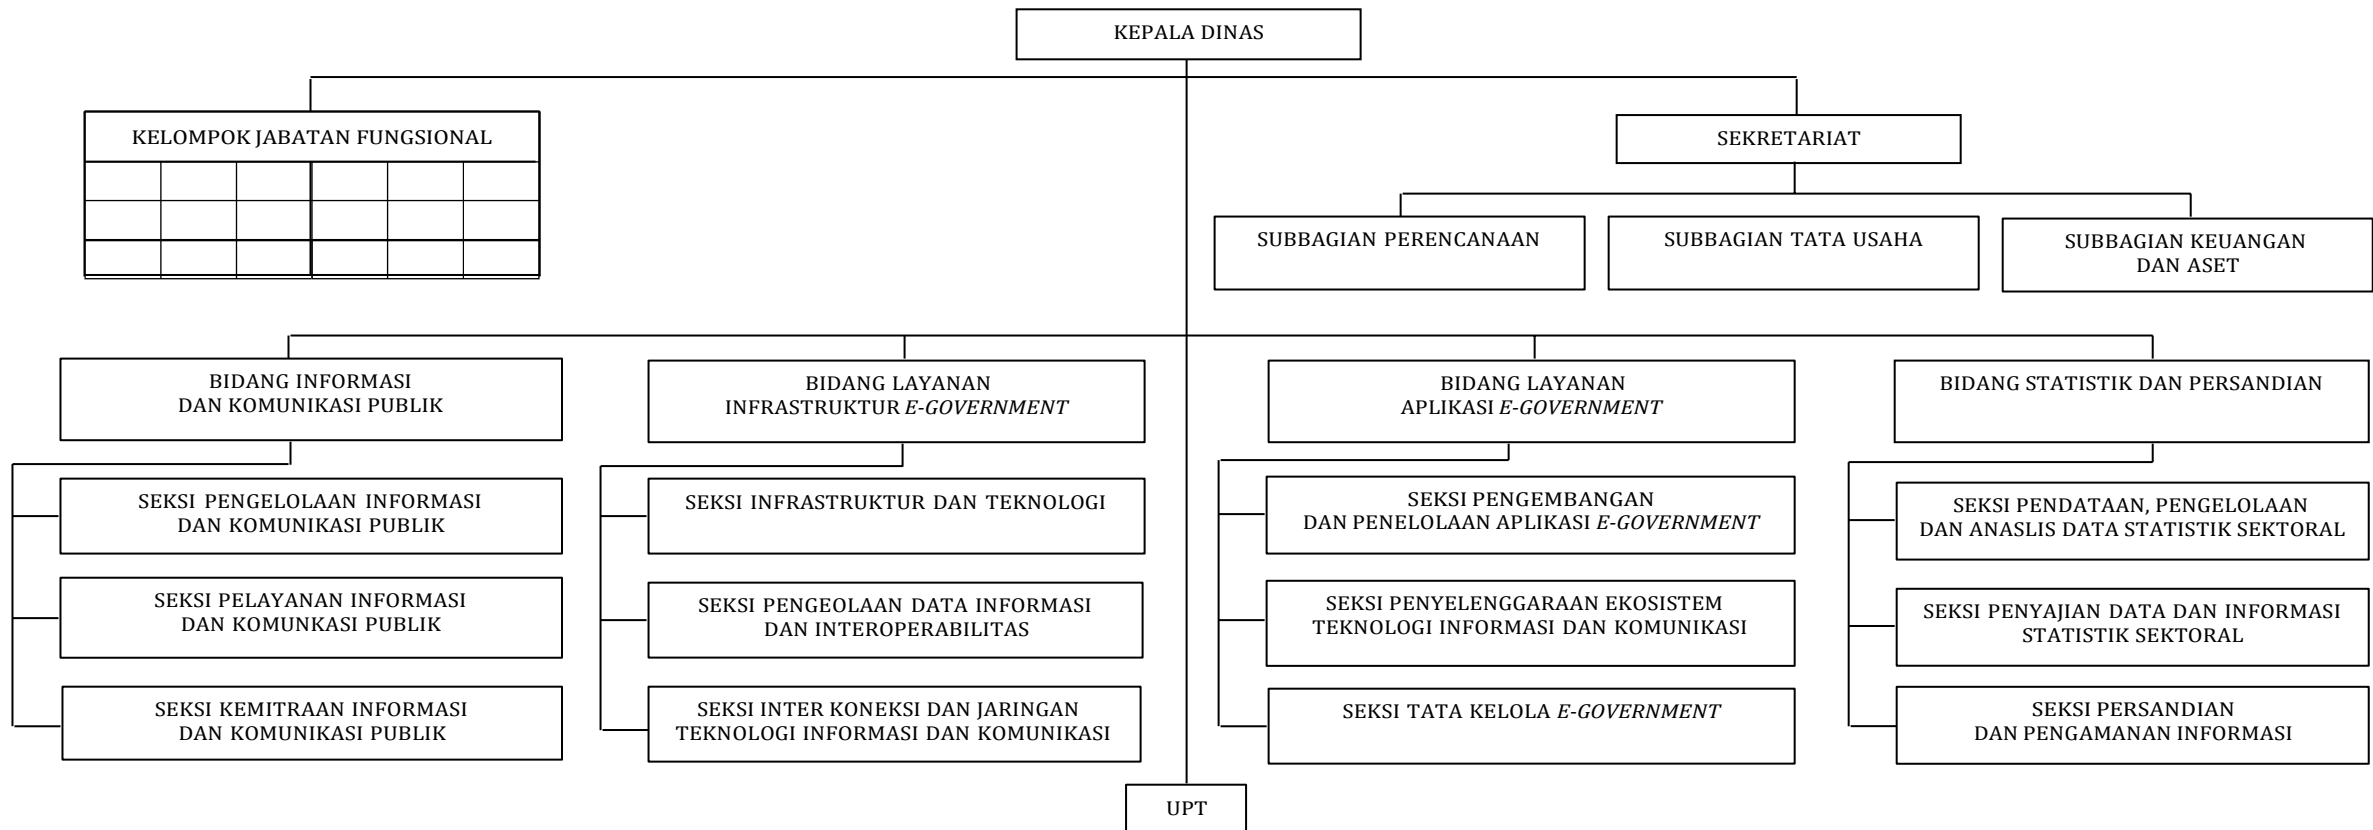 KEPALA DINAS
KELOMPOK JABATAN FUNGSIONAL
SEKRETARIAT
SUBBAGIAN PERENCANAAN
SUBBAGIAN TATA USAHA
SUBBAGIAN KEUANGAN
DAN ASET
BIDANG INFORMASI
DAN KOMUNIKASI PUBLIK
BIDANG LAYANAN
INFRASTRUKTUR E-GOVERNMENT
BIDANG LAYANAN
APLIKASI E-GOVERNMENT
BIDANG STATISTIK DAN PERSANDIAN
SEKSI PENGELOLAAN INFORMASI
DAN KOMUNIKASI PUBLIK
SEKSI INFRASTRUKTUR DAN TEKNOLOGI
SEKSI PENGEMBANGAN
DAN PENELOLAAN APLIKASI E-GOVERNMENT
SEKSI PENDATAAN, PENGELOLAAN
DAN ANASLIS DATA STATISTIK SEKTORAL
SEKSI PELAYANAN INFORMASI
DAN KOMUNKASI PUBLIK
SEKSI PENGEOLAAN DATA INFORMASI
DAN INTEROPERABILITAS
SEKSI PENYELENGGARAAN EKOSISTEM
TEKNOLOGI INFORMASI DAN KOMUNIKASI
SEKSI PENYAJIAN DATA DAN INFORMASI
STATISTIK SEKTORAL
SEKSI KEMITRAAN INFORMASI
DAN KOMUNIKASI PUBLIK
SEKSI INTER KONEKSI DAN JARINGAN
TEKNOLOGI INFORMASI DAN KOMUNIKASI
SEKSI TATA KELOLA E-GOVERNMENT
SEKSI PERSANDIAN
DAN PENGAMANAN INFORMASI
UPT